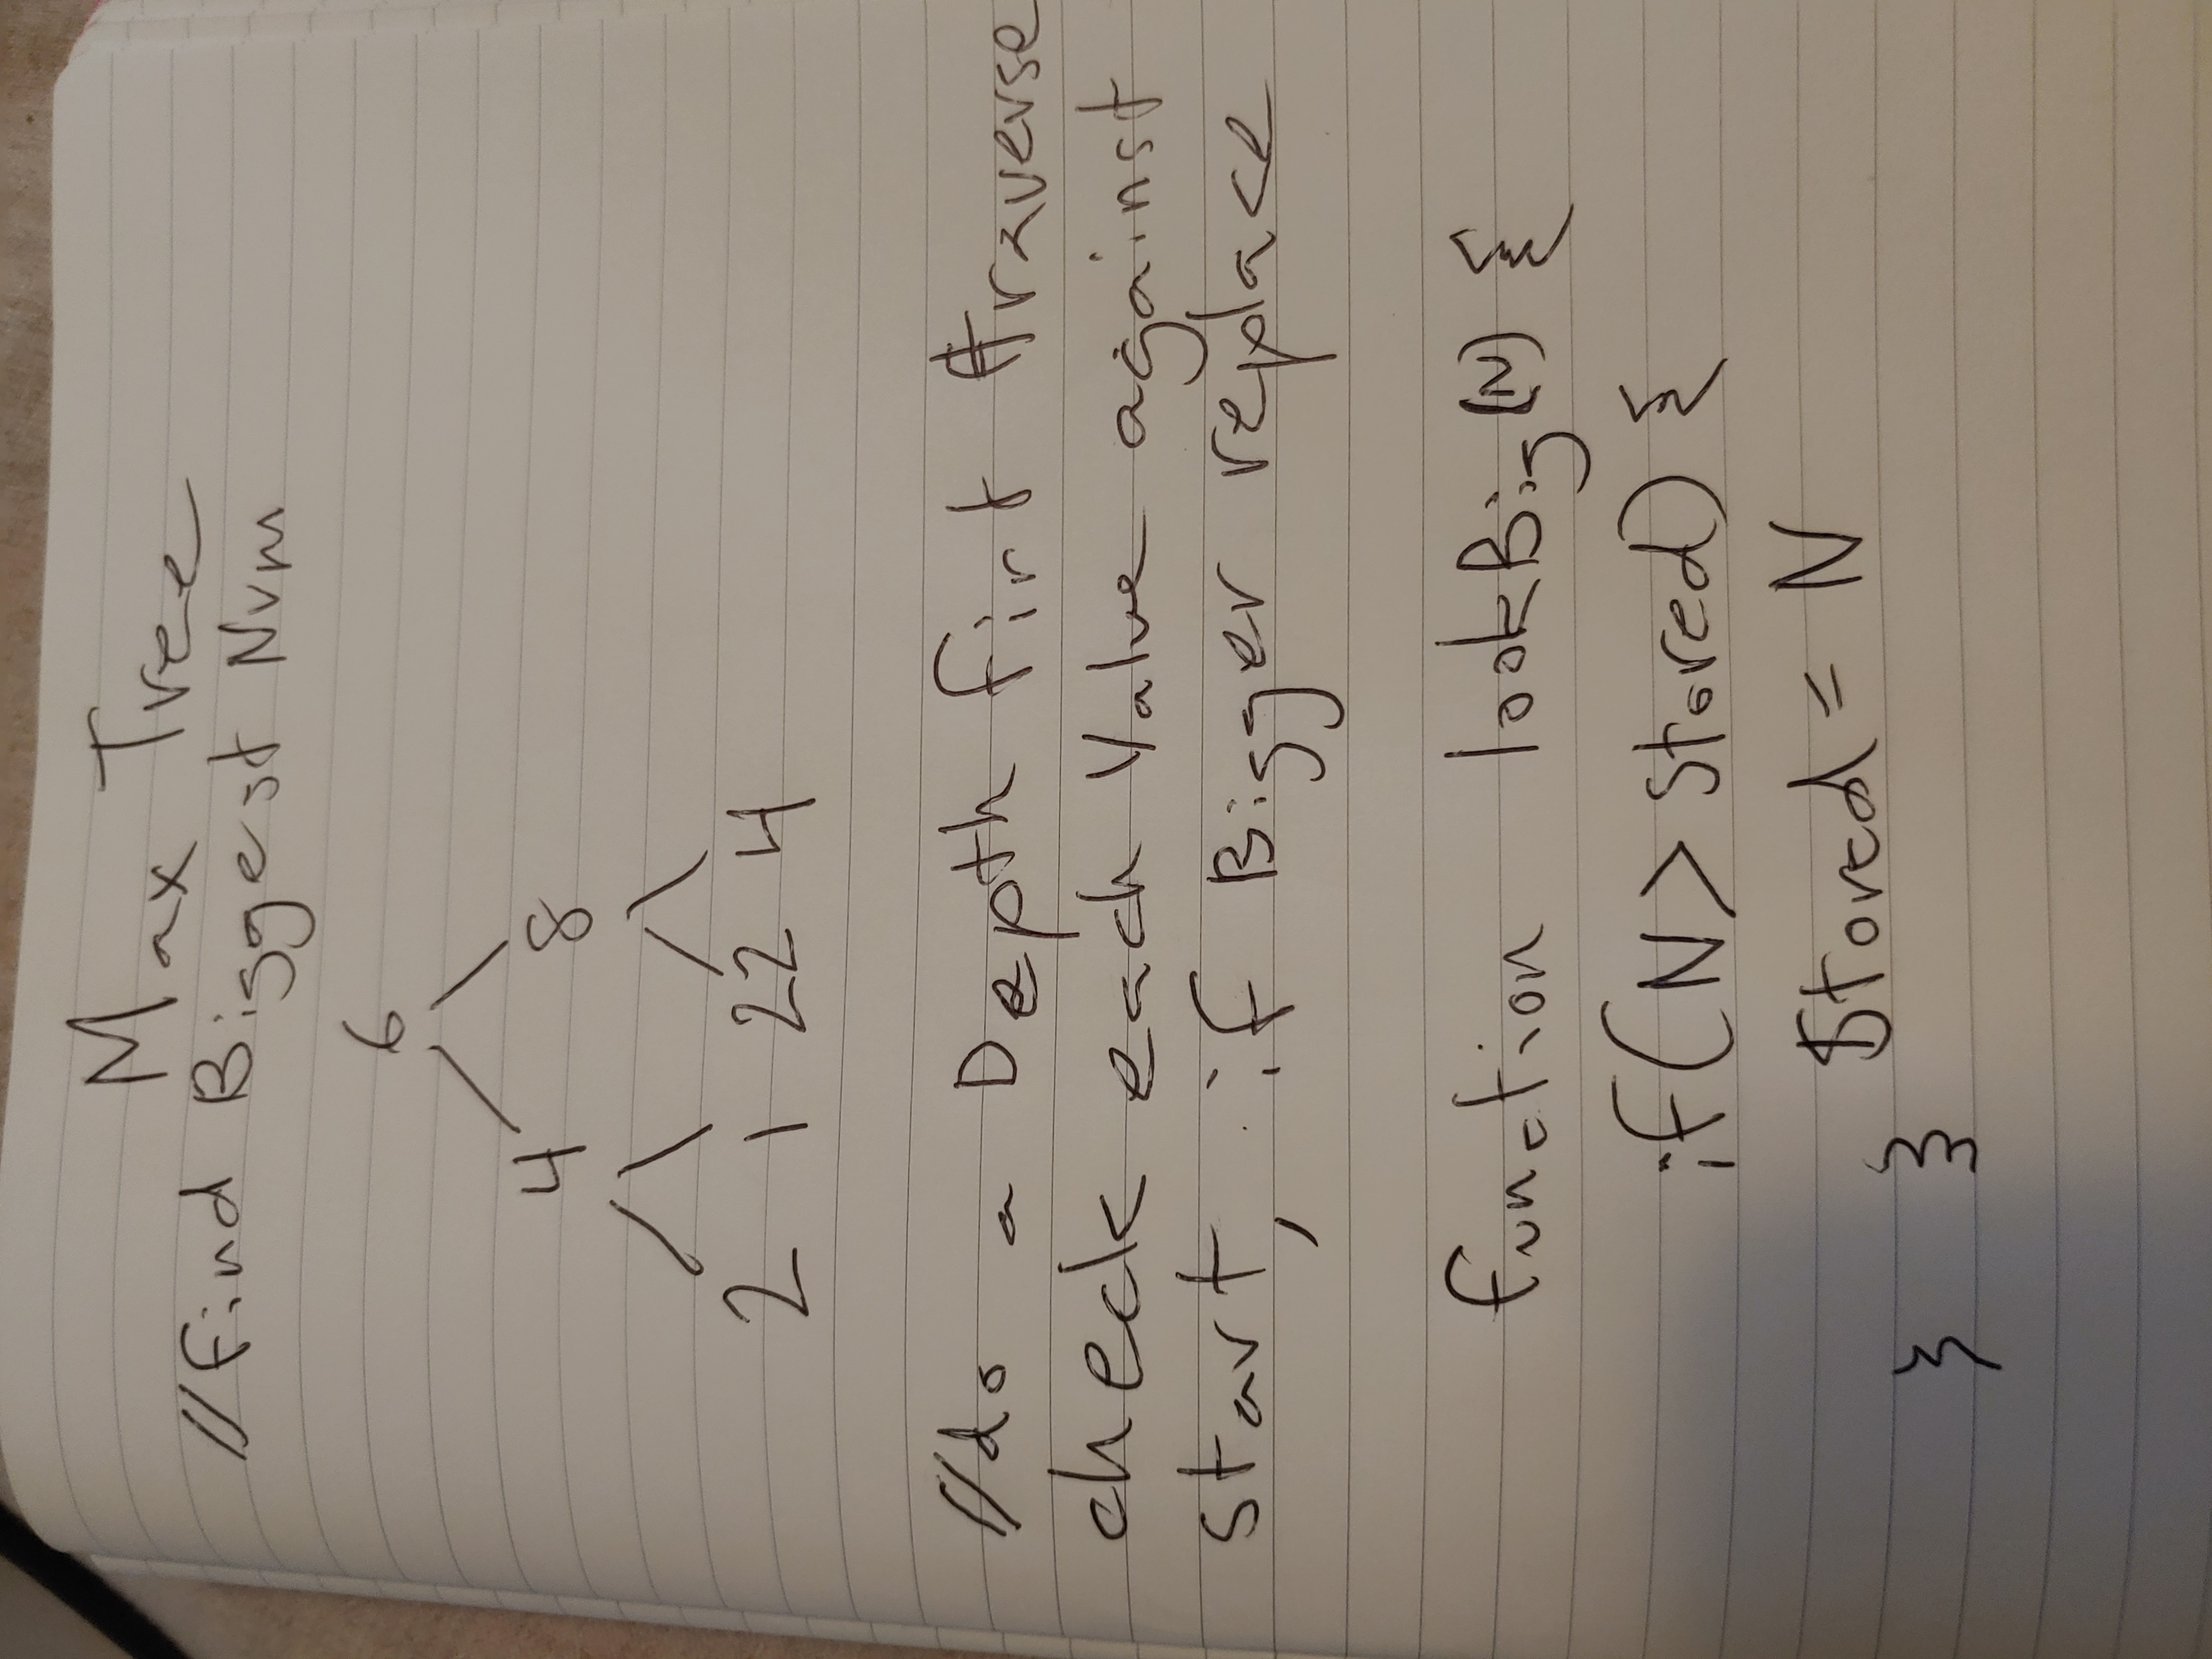 Max Tree
//Find Biggest Num
6
4 8
2 1 22 4
//do a Depth firt traverse
check each Value against
start, if Bigger replace
function lookBig(N) {
if(N > Stored) {
Stored = N
} }